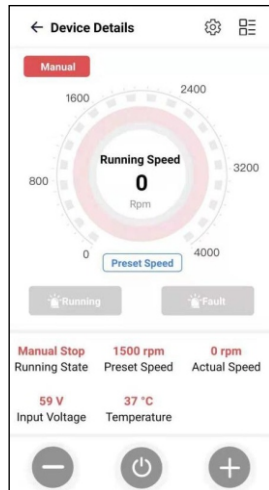 ← Device Details
Manual
2400
1600
3200
800
Running Speed
0
Rpm
0
4000
Preset Speed
Running
Fault
Manual Stop
1500 rpm
0 rpm
Running State
Preset Speed
Actual Speed
59 V
37 °C
Input Voltage
Temperature